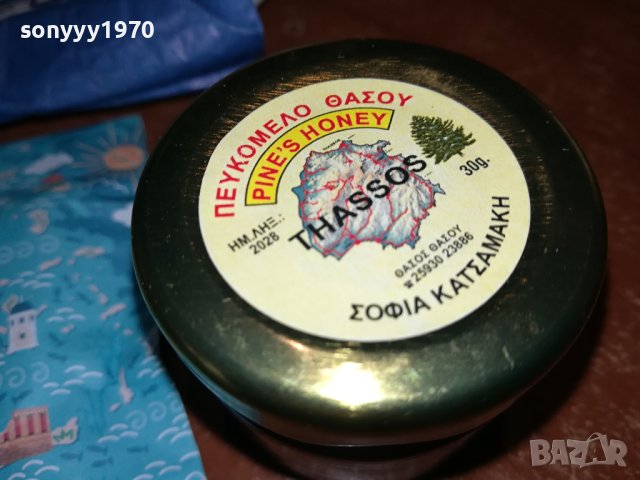 sonyyy1970
ΠΕΥΚΟΜΕΛΟ ΘΑΣΟΥ
PINE'S HONEY
30g.
THASSOS
ΗΜ.ΛΗΞ.:
2028
ΘΑΣΟΣ ΘΑΣΟΥ
☎25930 23886
ΣΟΦΙΑ ΚΑΤΣΑΜΑΚΗ
BAZAR